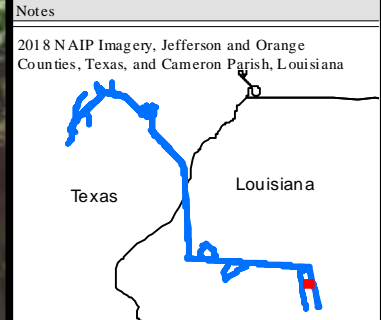 Notes
2018 NAIP Imagery, Jefferson and Orange
Counties, Texas, and Cameron Parish, Louisiana
Texas
Louisiana